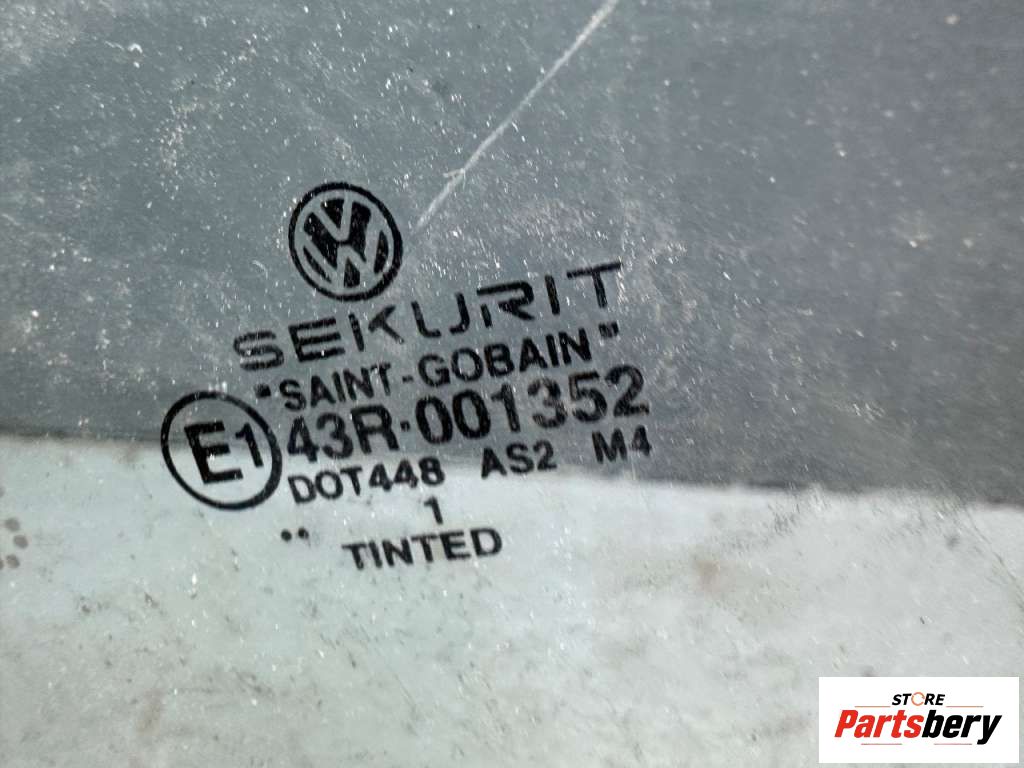 SEKURIT
"SAINT-GOBAIN"
E1 43R-001352
DOT448 AS2 M4
.. 1
TINTED
STORE
Partsbery